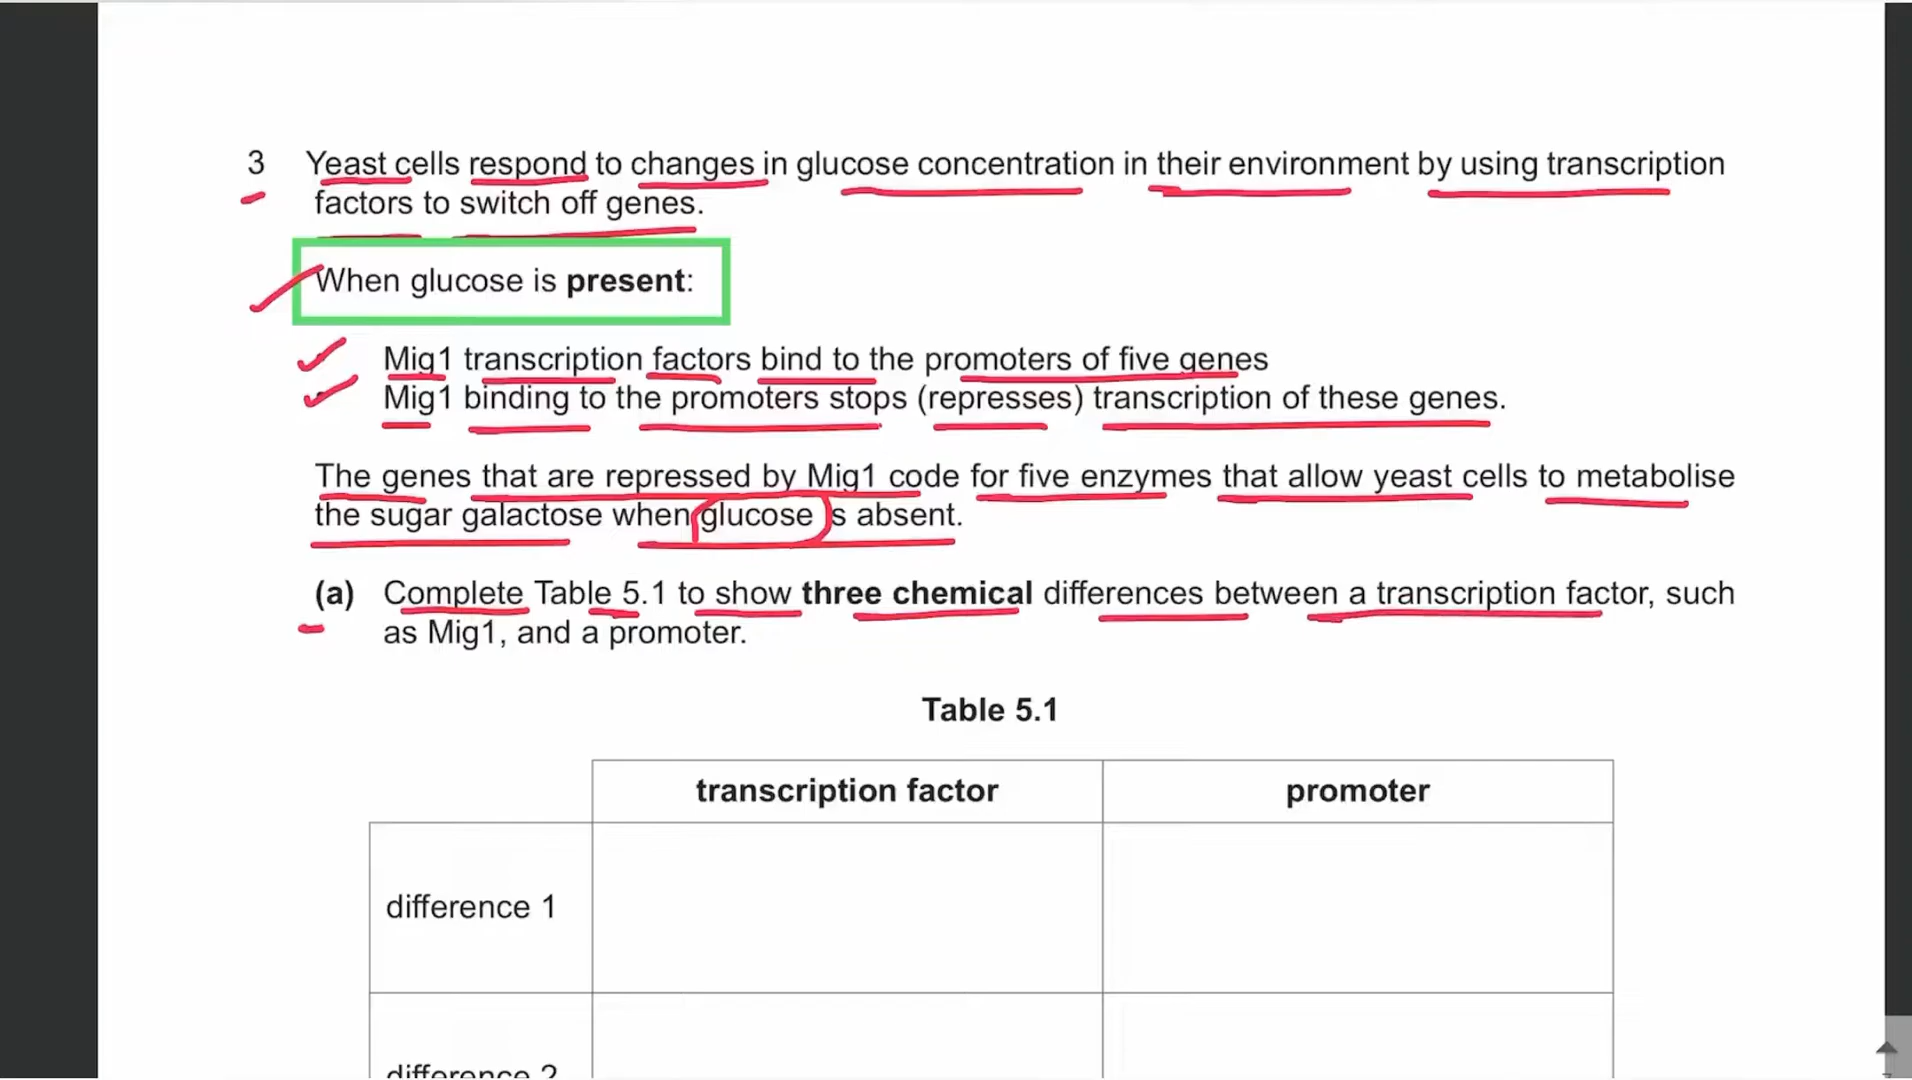 3 Yeast cells respond to changes in glucose concentration in their environment by using transcription
factors to switch off genes.
When glucose is present:
Mig1 transcription factors bind to the promoters of five genes
Mig1 binding to the promoters stops (represses) transcription of these genes.
The genes that are repressed by Mig1 code for five enzymes that allow yeast cells to metabolise
the sugar galactose when glucose is absent.
(a) Complete Table 5.1 to show three chemical differences between a transcription factor, such
as Mig1, and a promoter.
Table 5.1
transcription factor promoter
difference 1
difference 2